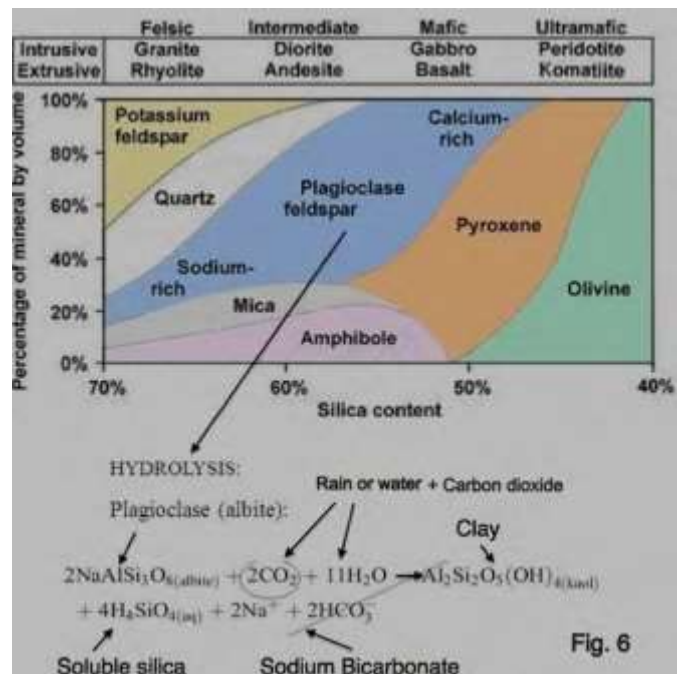 Felsic Intermediate Mafic Ultramafic
Intrusive Granite Diorite Gabbro Peridotite
Extrusive Rhyolite Andesite Basalt Komatiite
Percentage of mineral by volume
100%
80%
60%
40%
20%
0%
Potassium
feldspar
Quartz
Sodium-
rich
Mica
Plagioclase
feldspar
Amphibole
Calcium-
rich
Pyroxene
Olivine
70% 60% 50% 40%
Silica content
HYDROLYSIS:
Rain or water + Carbon dioxide
Plagioclase (albite):
Clay
2NaAlSi₃O₈(albite) + 2CO₂ + 11H₂O → Al₂Si₂O₅(OH)₄(kaol)
+ 4H₄SiO₄(aq) + 2Na⁺ + 2HCO₃⁻
Fig. 6
Soluble silica Sodium Bicarbonate